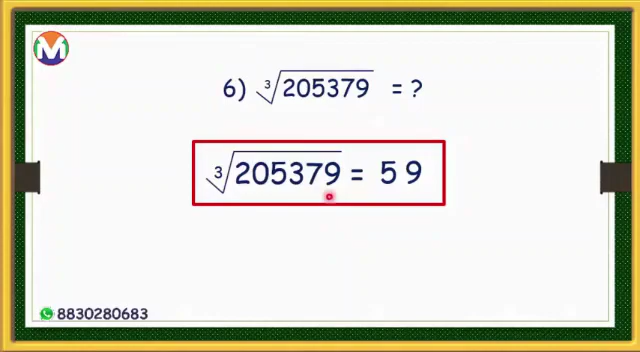 M
6) ∛205379 = ?
∛205379 = 5 9
8830280683